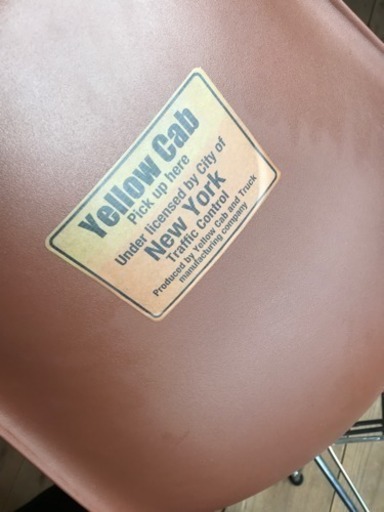 Yellow Cab
Pick up here
Under licensed by City of
New York
Traffic Control
Produced by Yellow Cab and Truck
manufacturing company